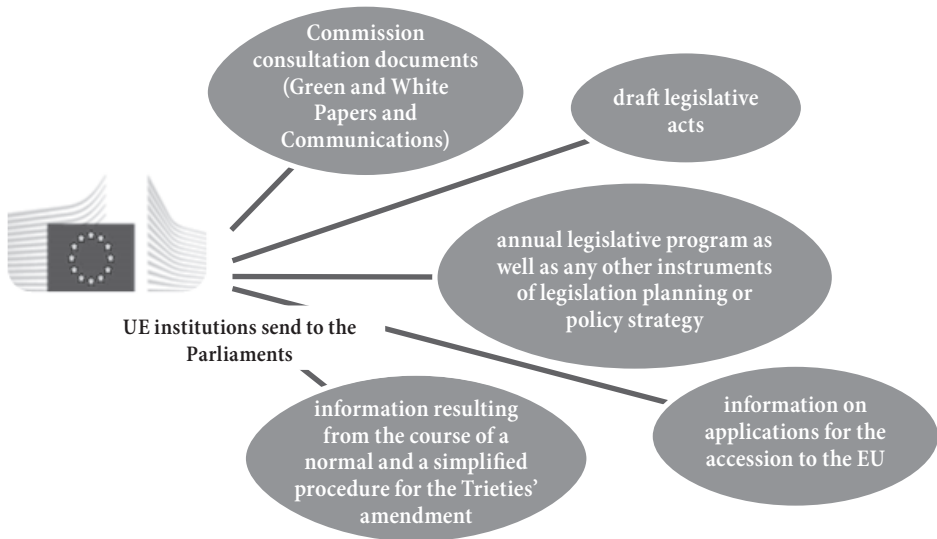 Commission
consultation documents
(Green and White
Papers and
Communications)
draft legislative
acts
annual legislative program as
well as any other instruments
of legislation planning or
policy strategy
UE institutions send to the
Parliaments
information on
applications for the
accession to the EU
information resulting
from the course of a
normal and a simplified
procedure for the Trieties’
amendment